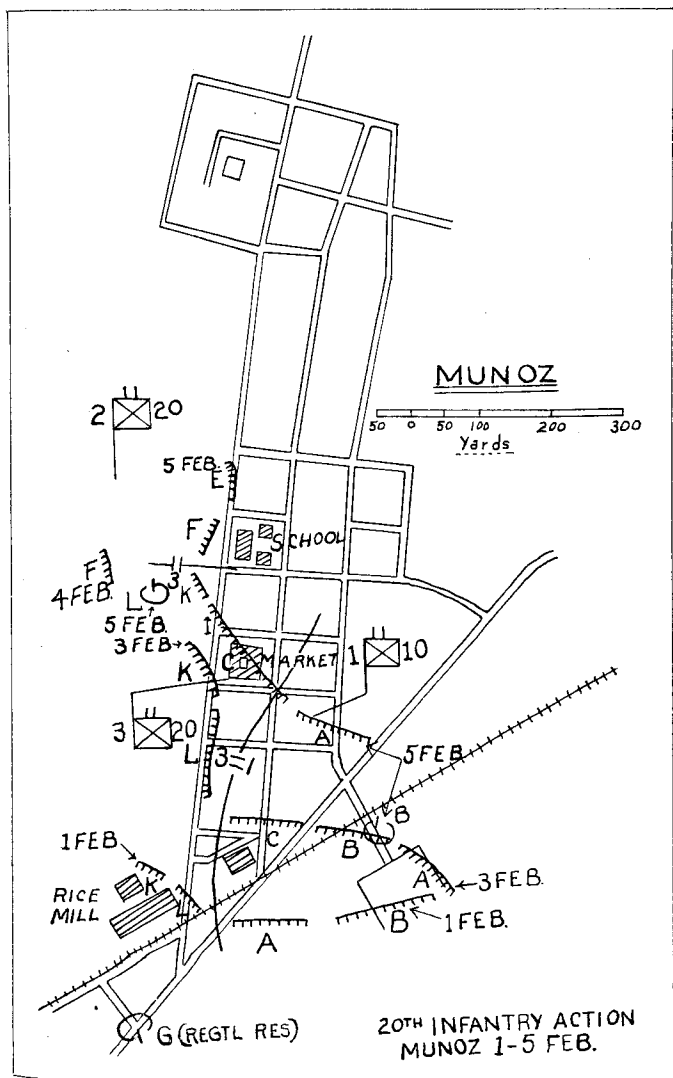 MUNOZ
50 0 50 100 200 300
Yards
2 20
5 FEB.
E
F
SCHOOL
3
F
4 FEB.
K
L
5 FEB.
I
3 FEB
K
C MARKET
1 10
3 20
A
L
3 = 1
5 FEB
B
C
B
1 FEB
K
A
3 FEB.
RICE
MILL
L
B
1 FEB.
A
G (REGTL RES)
20TH INFANTRY ACTION
MUNOZ 1-5 FEB.